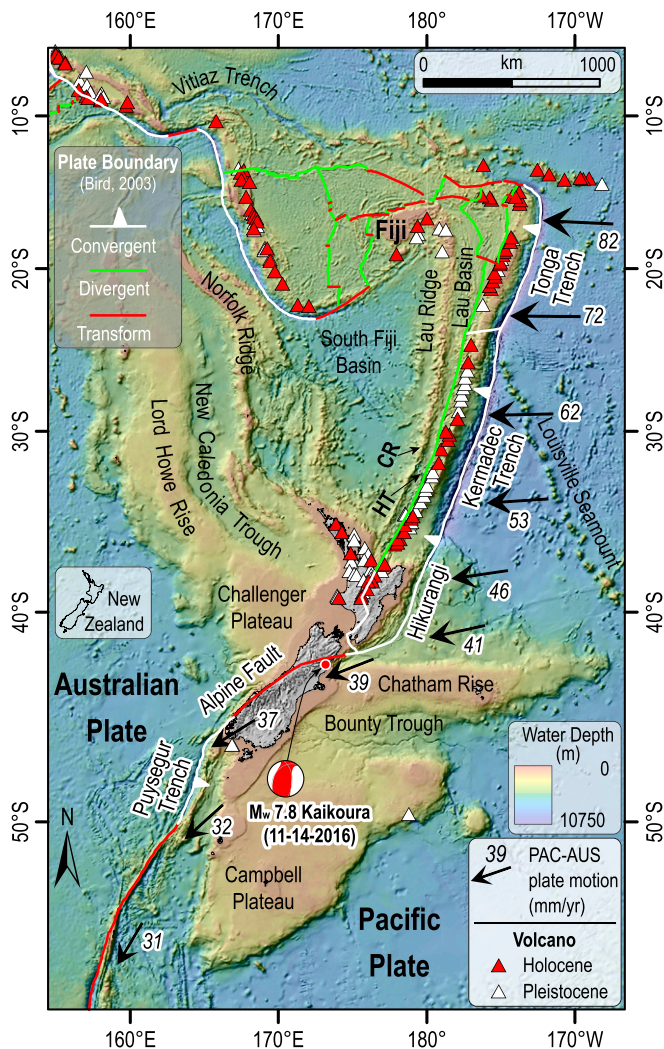 160°E 170°E 180° 170°W
0 km 1000
Vitiaz Trench
10°S 10°S
Plate Boundary
(Bird, 2003)
Convergent
Divergent
Transform
Fiji
82
Tonga
Trench
20°S 20°S
72
Norfolk Ridge
Lau Ridge
Lau Basin
South Fiji
Basin
62
30°S 30°S
Lord Howe Rise
New Caledonia Trough
CR
HT
Kermadec
Trench
Louisville Seamount
53
New
Zealand
Challenger
Plateau
46
40°S 40°S
Hikurangi
41
Alpine Fault
39
Chatham Rise
Australian
Plate
37
Bounty Trough
Puysegur
Trench
Water Depth
(m)
0
10750
N
32
Mw 7.8 Kaikoura
(11-14-2016)
50°S 50°S
Campbell
Plateau
39 PAC-AUS
plate motion
(mm/yr)
31
Pacific
Plate
Volcano
Holocene
Pleistocene
160°E 170°E 180° 170°W